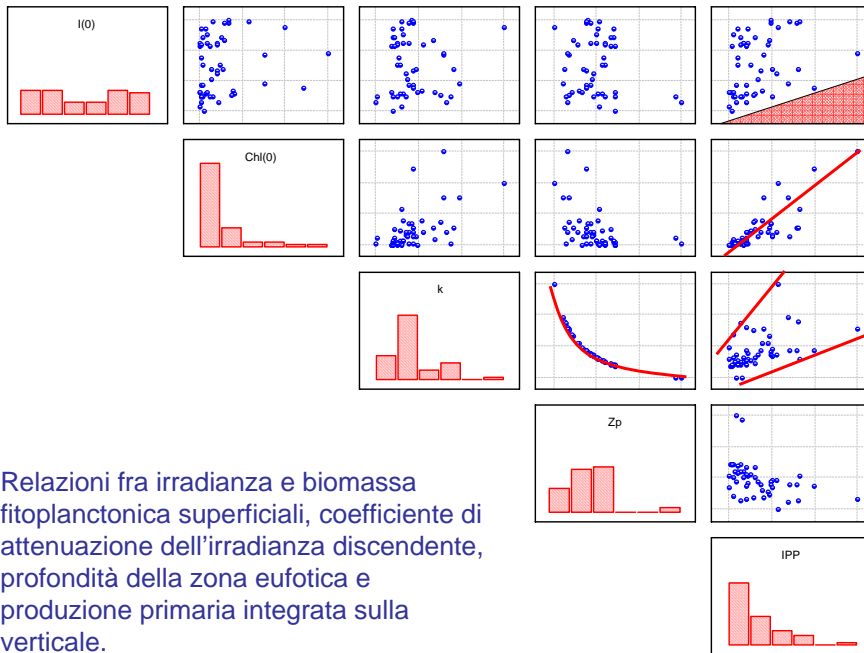 I(0)
Chl(0)
k
Zp
IPP
Relazioni fra irradianza e biomassa
fitoplanctonica superficiali, coefficiente di
attenuazione dell'irradianza discendente,
profondità della zona eufotica e
produzione primaria integrata sulla
verticale.